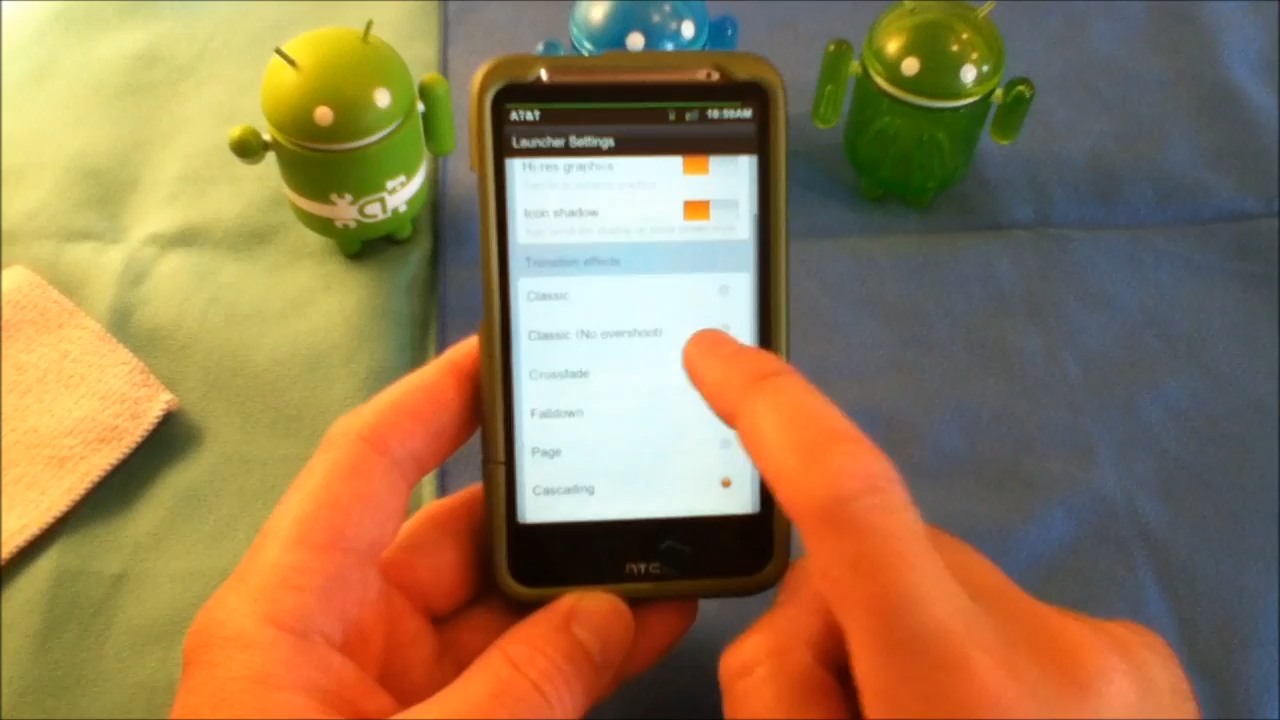 AT&T 10:50AM
Launcher Settings
Hi-res graphics
Icon shadow
Transition effects
Classic
Classic (No overshoot)
Crossfade
Falldown
Page
Cascading
HTC